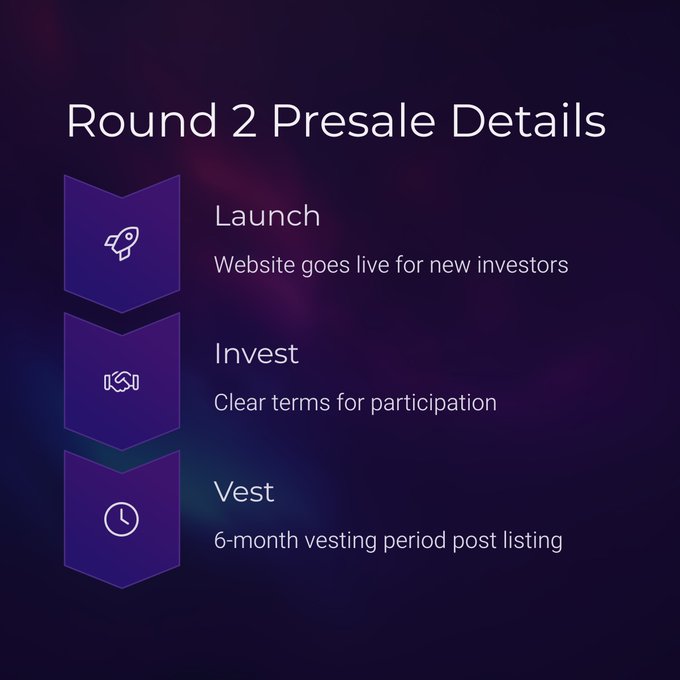 Round 2 Presale Details
Launch
Website goes live for new investors
Invest
Clear terms for participation
Vest
6-month vesting period post listing